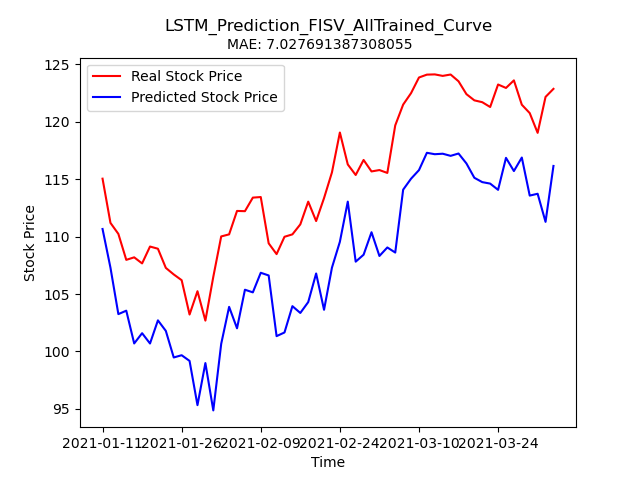 LSTM_Prediction_FISV_AllTrained_Curve
MAE: 7.027691387308055
Real Stock Price
Predicted Stock Price
Stock Price
125
120
115
110
105
100
95
2021-01-11
2021-01-26
2021-02-09
2021-02-24
2021-03-10
2021-03-24
Time